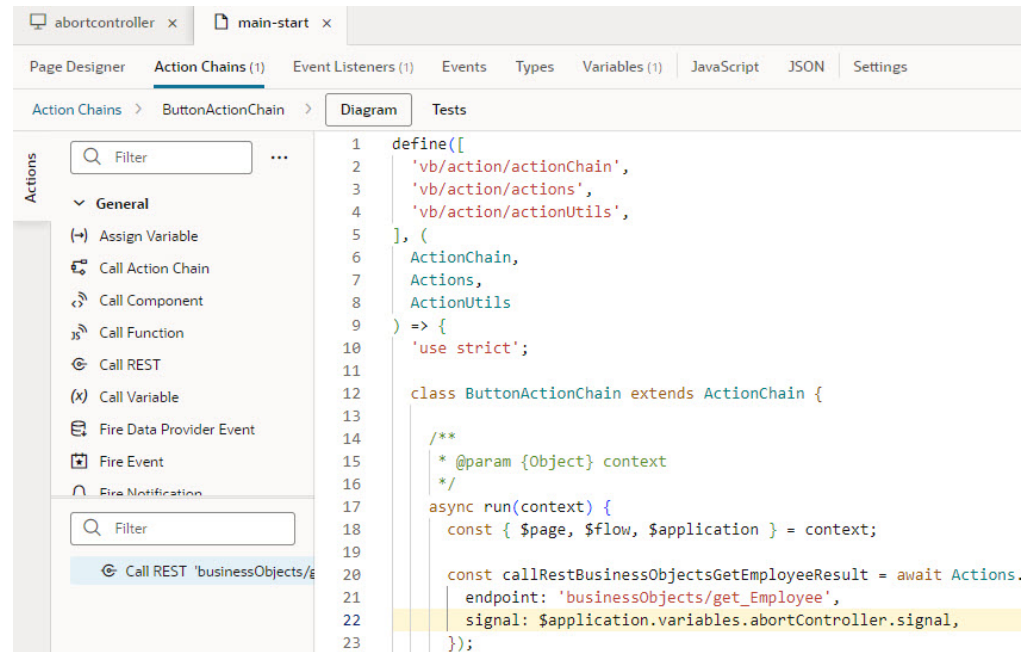 abortcontroller × main-start ×
Page Designer Action Chains (1) Event Listeners (1) Events Types Variables (1) JavaScript JSON Settings
Action Chains > ButtonActionChain > Diagram Tests
Actions
Filter ...
General
Assign Variable
Call Action Chain
Call Component
Call Function
Call REST
(x) Call Variable
Fire Data Provider Event
Fire Event
Fire Notification
Filter
Call REST 'businessObjects/g
1 define([
2 'vb/action/actionChain',
3 'vb/action/actions',
4 'vb/action/actionUtils',
5 ], (
6 ActionChain,
7 Actions,
8 ActionUtils
9 ) => {
10 'use strict';
11
12 class ButtonActionChain extends ActionChain {
13
14 /**
15 * @param {Object} context
16 */
17 async run(context) {
18 const { $page, $flow, $application } = context;
19
20 const callRestBusinessObjectsGetEmployeeResult = await Actions.
21 endpoint: 'businessObjects/get_Employee',
22 signal: $application.variables.abortController.signal,
23 });